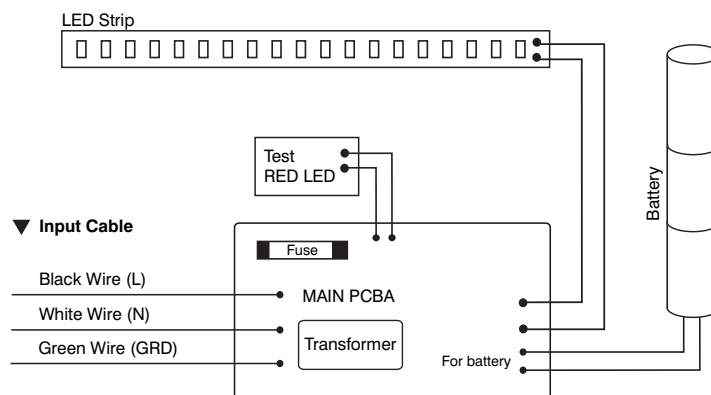 LED Strip
Test
RED LED
Battery
▼ Input Cable
Fuse
Black Wire (L)
MAIN PCBA
White Wire (N)
Transformer
Green Wire (GRD)
For battery